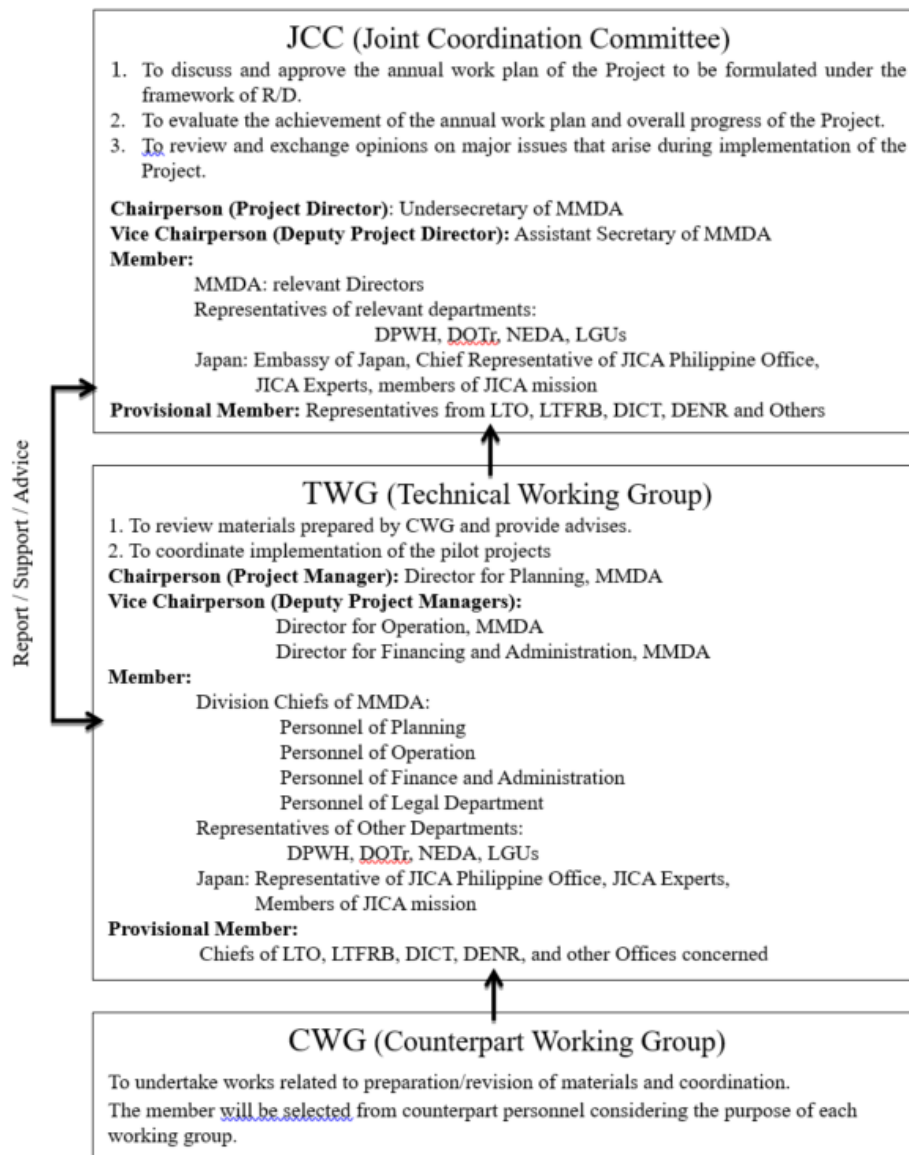 JCC (Joint Coordination Committee)
1. To discuss and approve the annual work plan of the Project to be formulated under the
framework of R/D.
2. To evaluate the achievement of the annual work plan and overall progress of the Project.
3. To review and exchange opinions on major issues that arise during implementation of the
Project.
Chairperson (Project Director): Undersecretary of MMDA
Vice Chairperson (Deputy Project Director): Assistant Secretary of MMDA
Member:
MMDA: relevant Directors
Representatives of relevant departments:
DPWH, DOTr, NEDA, LGUs
Japan: Embassy of Japan, Chief Representative of JICA Philippine Office,
JICA Experts, members of JICA mission
Provisional Member: Representatives from LTO, LTFRB, DICT, DENR and Others
Report / Support / Advice
TWG (Technical Working Group)
1. To review materials prepared by CWG and provide advises.
2. To coordinate implementation of the pilot projects
Chairperson (Project Manager): Director for Planning, MMDA
Vice Chairperson (Deputy Project Managers):
Director for Operation, MMDA
Director for Financing and Administration, MMDA
Member:
Division Chiefs of MMDA:
Personnel of Planning
Personnel of Operation
Personnel of Finance and Administration
Personnel of Legal Department
Representatives of Other Departments:
DPWH, DOTr, NEDA, LGUs
Japan: Representative of JICA Philippine Office, JICA Experts,
Members of JICA mission
Provisional Member:
Chiefs of LTO, LTFRB, DICT, DENR, and other Offices concerned
CWG (Counterpart Working Group)
To undertake works related to preparation/revision of materials and coordination.
The member will be selected from counterpart personnel considering the purpose of each
working group.